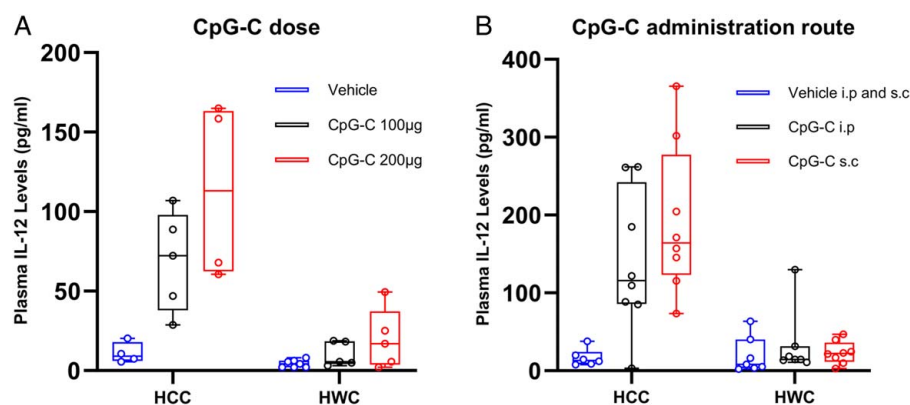 A
CpG-C dose
Plasma IL-12 Levels (pg/ml)
200
150
100
50
0
Vehicle
CpG-C 100µg
CpG-C 200µg
HCC
HWC
B
CpG-C administration route
Plasma IL-12 Levels (pg/ml)
400
300
200
100
0
Vehicle i.p and s.c
CpG-C i.p
CpG-C s.c
HCC
HWC